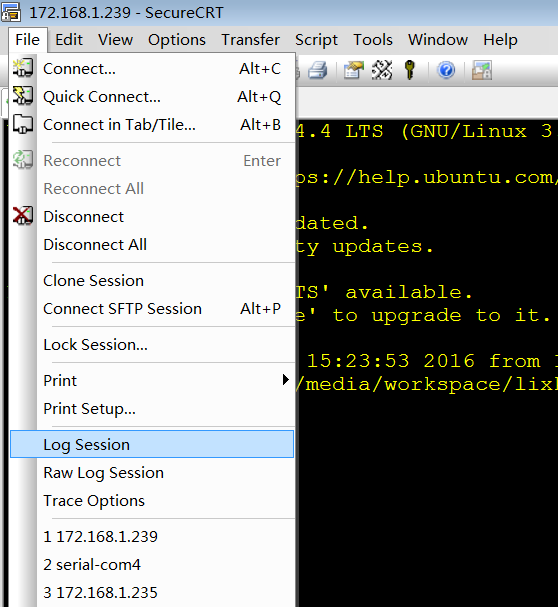 172.168.1.239 - SecureCRT
File Edit View Options Transfer Script Tools Window Help
Connect... Alt+C
Quick Connect... Alt+Q
Connect in Tab/Tile... Alt+B
Reconnect Enter
Reconnect All
Disconnect
Disconnect All
Clone Session
Connect SFTP Session Alt+P
Lock Session...
Print
Print Setup...
Log Session
Raw Log Session
Trace Options
1 172.168.1.239
2 serial-com4
3 172.168.1.235
4.4 LTS (GNU/Linux 3
ps://help.ubuntu.com/
dated.
ty updates.
TS' available.
e' to upgrade to it.
15:23:53 2016 from
/media/workspace/lix